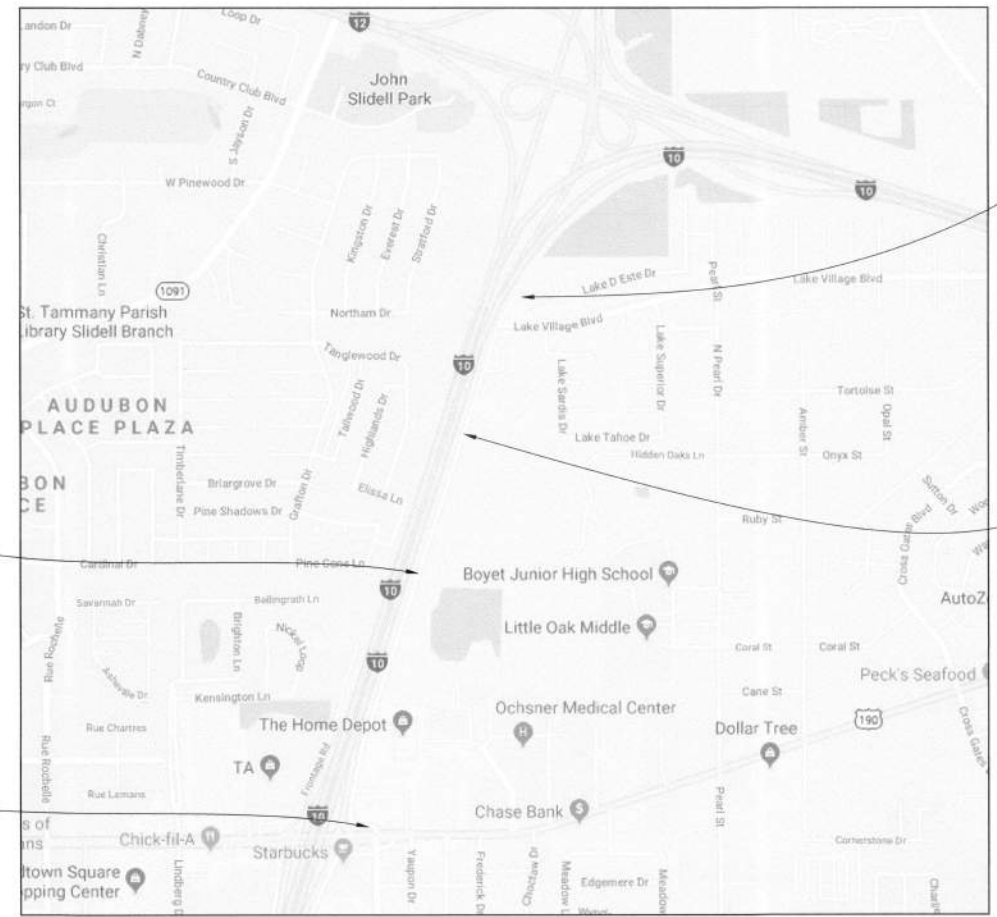 Loop Dr
12
N Dabney
ry Club Blvd
Country Club Blvd
John
Slidell Park
S Jayson Dr
10
W Pinewood Dr
10
Kingston Dr
Everest Dr
Stratford Dr
Christian Ln
Pearl St
Lake D Este Dr
Lake Village Blvd
1091
St. Tammany Parish
Library Slidell Branch
Northam Dr
Lake Village Blvd
Tanglewood Dr
10
Lake Sardis Dr
Lake Superior Dr
N Pearl Dr
Tortoise St
AUDUBON
PLACE PLAZA
Tallwood Dr
Highlands Dr
Amber St
Opal St
Lake Tahoe Dr
Hidden Oaks Ln
Onyx St
Timberlane Dr
BON
CE
Briargrove Dr
Grafton Dr
Elissa Ln
Sutton Dr
Pine Shadows Dr
Ruby St
Cross Gates Blvd
Cardinal Dr
Pine Cone Ln
Boyet Junior High School
10
AutoZ
Savannah Dr
Bellingrath Ln
Brighton Ln
Nickel Loop
Little Oak Middle
Rue Rochelle
Coral St
Coral St
10
Peck's Seafood
Asheville Dr
Kensington Ln
Cane St
Ochsner Medical Center
190
Rue Chartres
The Home Depot
Dollar Tree
Cross Gates
Rue Rochelle
TA
Frontage Rd
Rue Lemans
Chase Bank
Pearl St
10
s of
ns
Chick-fil-A
Starbucks
Cornerstone Dr
dtown Square
pping Center
Lindberg D
Yaupon Dr
Frederick Dr
Choctaw Dr
Meadow L
Edgemere Dr
Meadow